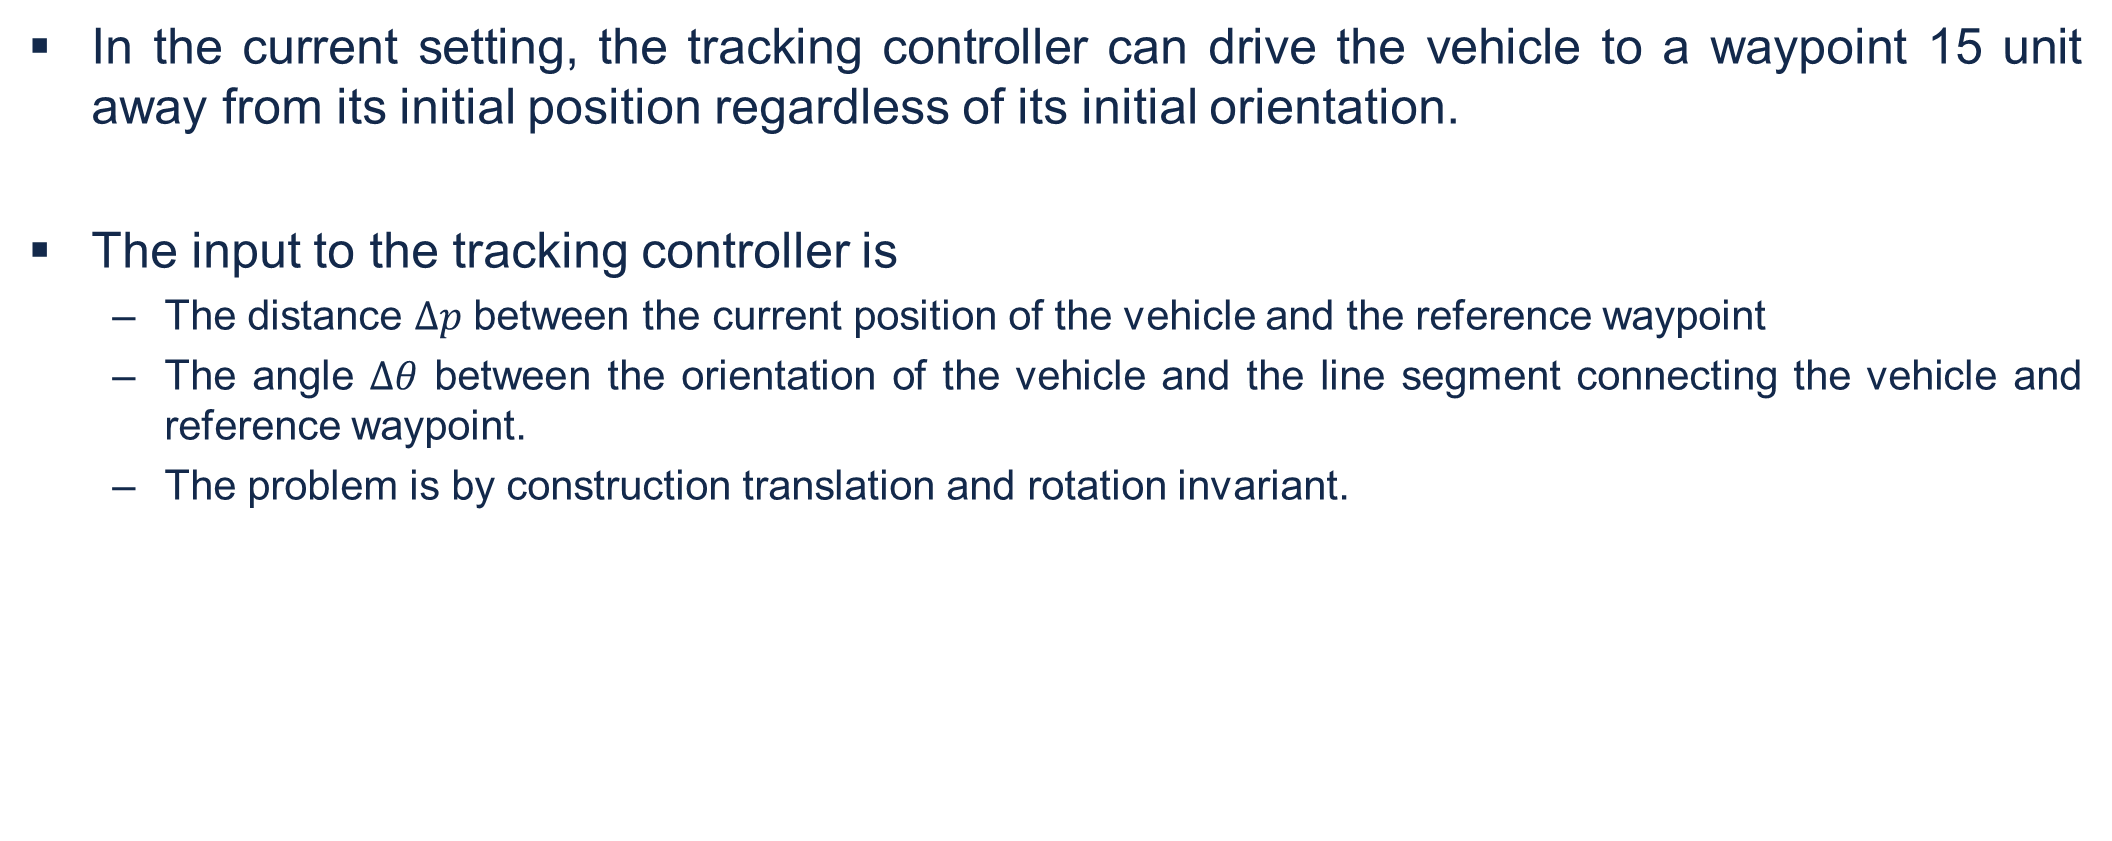 ▪ In the current setting, the tracking controller can drive the vehicle to a waypoint 15 unit
away from its initial position regardless of its initial orientation.
▪ The input to the tracking controller is
– The distance Δ𝑝 between the current position of the vehicle and the reference waypoint
– The angle Δ𝜃 between the orientation of the vehicle and the line segment connecting the vehicle and
reference waypoint.
– The problem is by construction translation and rotation invariant.